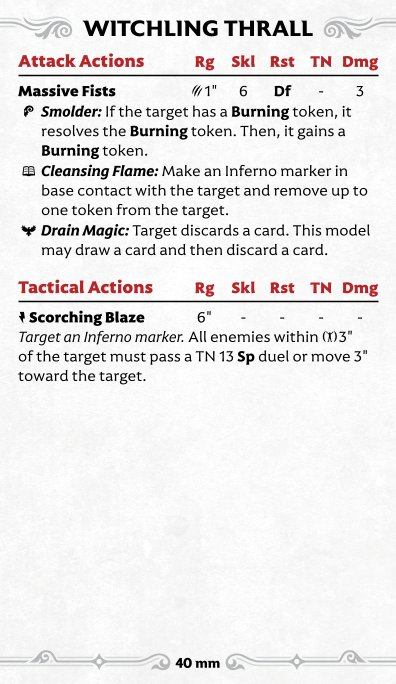 WITCHLING THRALL
Attack Actions Rg Skl Rst TN Dmg
Massive Fists 1" 6 Df - 3
Smolder: If the target has a Burning token, it
resolves the Burning token. Then, it gains a
Burning token.
Cleansing Flame: Make an Inferno marker in
base contact with the target and remove up to
one token from the target.
Drain Magic: Target discards a card. This model
may draw a card and then discard a card.
Tactical Actions Rg Skl Rst TN Dmg
Scorching Blaze 6" - - - -
Target an Inferno marker. All enemies within 3"
of the target must pass a TN 13 Sp duel or move 3"
toward the target.
40 mm